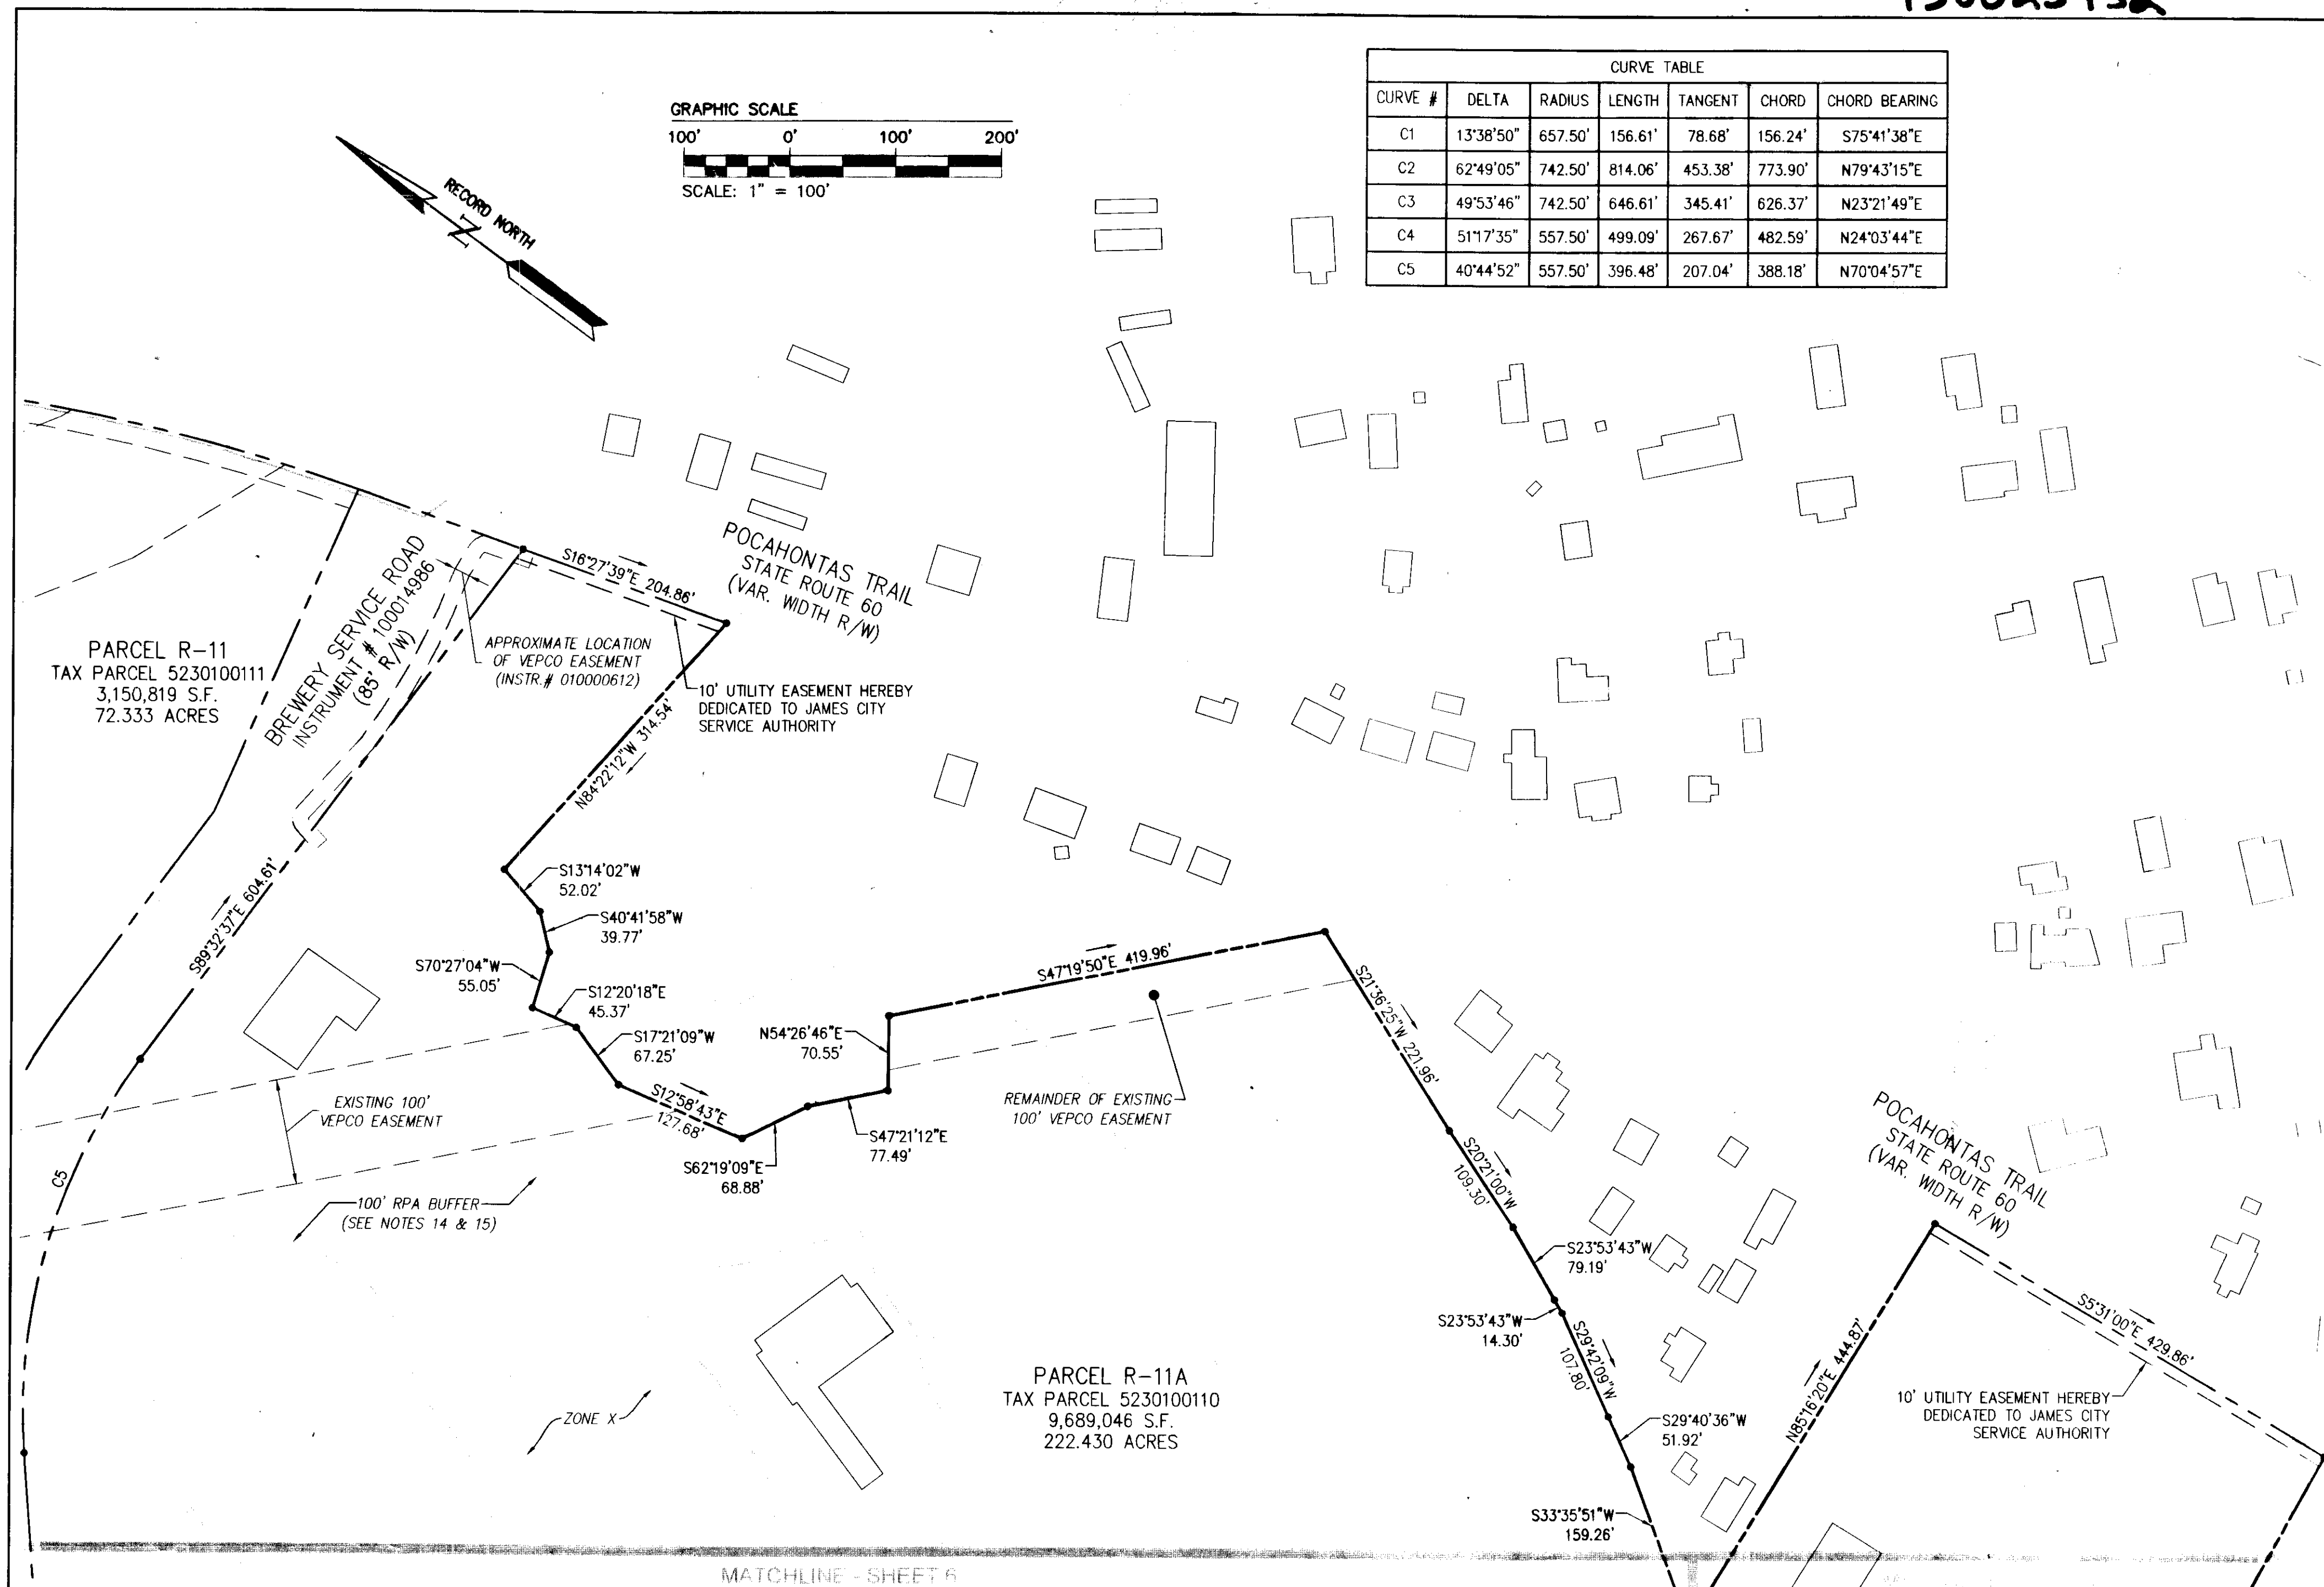 CURVE TABLE
CURVE # DELTA RADIUS LENGTH TANGENT CHORD CHORD BEARING
C1 13°38'50" 657.50' 156.61' 78.68' 156.24' S75°41'38"E
C2 62°49'05" 742.50' 814.06' 453.38' 773.90' N79°43'15"E
C3 49°53'46" 742.50' 646.61' 345.41' 626.37' N23°21'49"E
C4 51°17'35" 557.50' 499.09' 267.67' 482.59' N24°03'44"E
C5 40°44'52" 557.50' 396.48' 207.04' 388.18' N70°04'57"E
GRAPHIC SCALE
100' 0' 100' 200'
SCALE: 1" = 100'
RECORD NORTH
N
POCAHONTAS TRAIL
STATE ROUTE 60
(VAR. WIDTH R/W)
S16°27'39"E 204.86'
BREWERY SERVICE ROAD
INSTRUMENT # 100014986
(85' R/W)
PARCEL R-11
TAX PARCEL 5230100111
3,150,819 S.F.
72.333 ACRES
APPROXIMATE LOCATION
OF VEPCO EASEMENT
(INSTR.# 010000612)
10' UTILITY EASEMENT HEREBY
DEDICATED TO JAMES CITY
SERVICE AUTHORITY
N84°22'12"W 314.54'
S89°32'37"E 604.61'
S13°14'02"W
52.02'
S40°41'58"W
39.77'
S70°27'04"W
55.05'
S12°20'18"E
45.37'
S17°21'09"W
67.25'
S12°58'43"E
127.68'
S62°19'09"E
68.88'
S47°21'12"E
77.49'
N54°26'46"E
70.55'
S47°19'50"E 419.96'
S21°36'25"W 221.96'
EXISTING 100'
VEPCO EASEMENT
REMAINDER OF EXISTING
100' VEPCO EASEMENT
C5
100' RPA BUFFER
(SEE NOTES 14 & 15)
S20°21'00"W
109.30'
S23°53'43"W
79.19'
S23°53'43"W
14.30'
S29°42'09"W
107.80'
S29°40'36"W
51.92'
S33°35'51"W
159.26'
POCAHONTAS TRAIL
STATE ROUTE 60
(VAR. WIDTH R/W)
S5°31'00"E 429.86'
N85°16'20"E 444.87'
10' UTILITY EASEMENT HEREBY
DEDICATED TO JAMES CITY
SERVICE AUTHORITY
PARCEL R-11A
TAX PARCEL 5230100110
9,689,046 S.F.
222.430 ACRES
ZONE X
MATCHLINE - SHEET 6